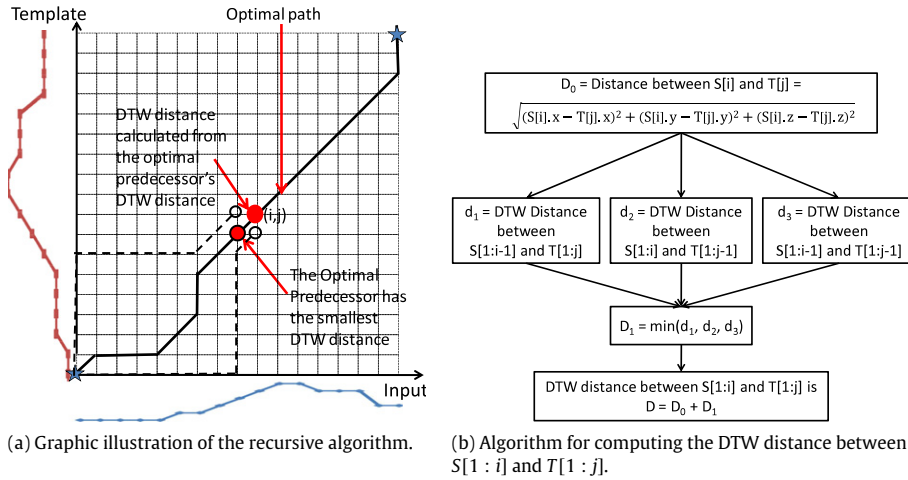 Template
Optimal path
DTW distance
calculated from
the optimal
predecessor's
DTW distance
(i,j)
The Optimal
Predecessor has
the smallest
DTW distance
Input
(a) Graphic illustration of the recursive algorithm.
D₀ = Distance between S[i] and T[j] =
√(S[i].x − T[j].x)² + (S[i].y − T[j].y)² + (S[i].z − T[j].z)²
d₁ = DTW Distance
between
S[1:i-1] and T[1:j]
d₂ = DTW Distance
between
S[1:i] and T[1:j-1]
d₃ = DTW Distance
between
S[1:i-1] and T[1:j-1]
D₁ = min(d₁, d₂, d₃)
DTW distance between S[1:i] and T[1:j] is
D = D₀ + D₁
(b) Algorithm for computing the DTW distance between
S[1 : i] and T[1 : j].